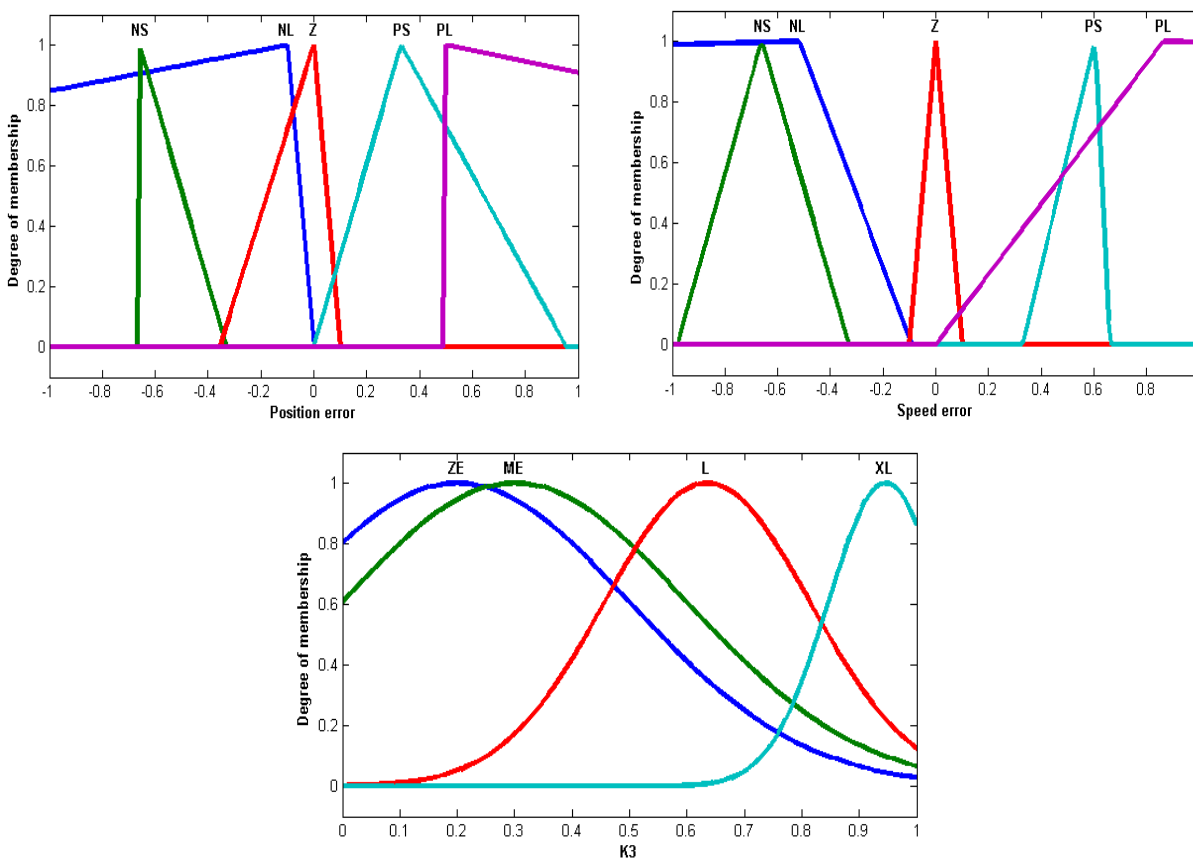 NS NL Z PS PL
1
0.8
0.6
0.4
0.2
0
Degree of membership
-1 -0.8 -0.6 -0.4 -0.2 0 0.2 0.4 0.6 0.8 1
Position error
NS NL Z PS PL
1
0.8
0.6
0.4
0.2
0
Degree of membership
-1 -0.8 -0.6 -0.4 -0.2 0 0.2 0.4 0.6 0.8 1
Speed error
ZE ME L XL
1
0.8
0.6
0.4
0.2
0
Degree of membership
0 0.1 0.2 0.3 0.4 0.5 0.6 0.7 0.8 0.9 1
K3